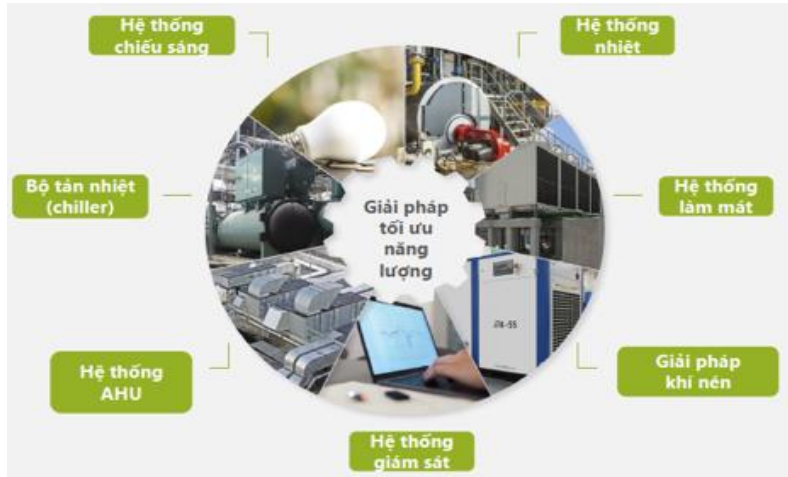 Hệ thống
chiếu sáng
Hệ thống
nhiệt
Bộ tản nhiệt
(chiller)
Giải pháp
tối ưu
năng
lượng
Hệ thống
làm mát
Hệ thống
AHU
Giải pháp
khí nén
Hệ thống
giám sát